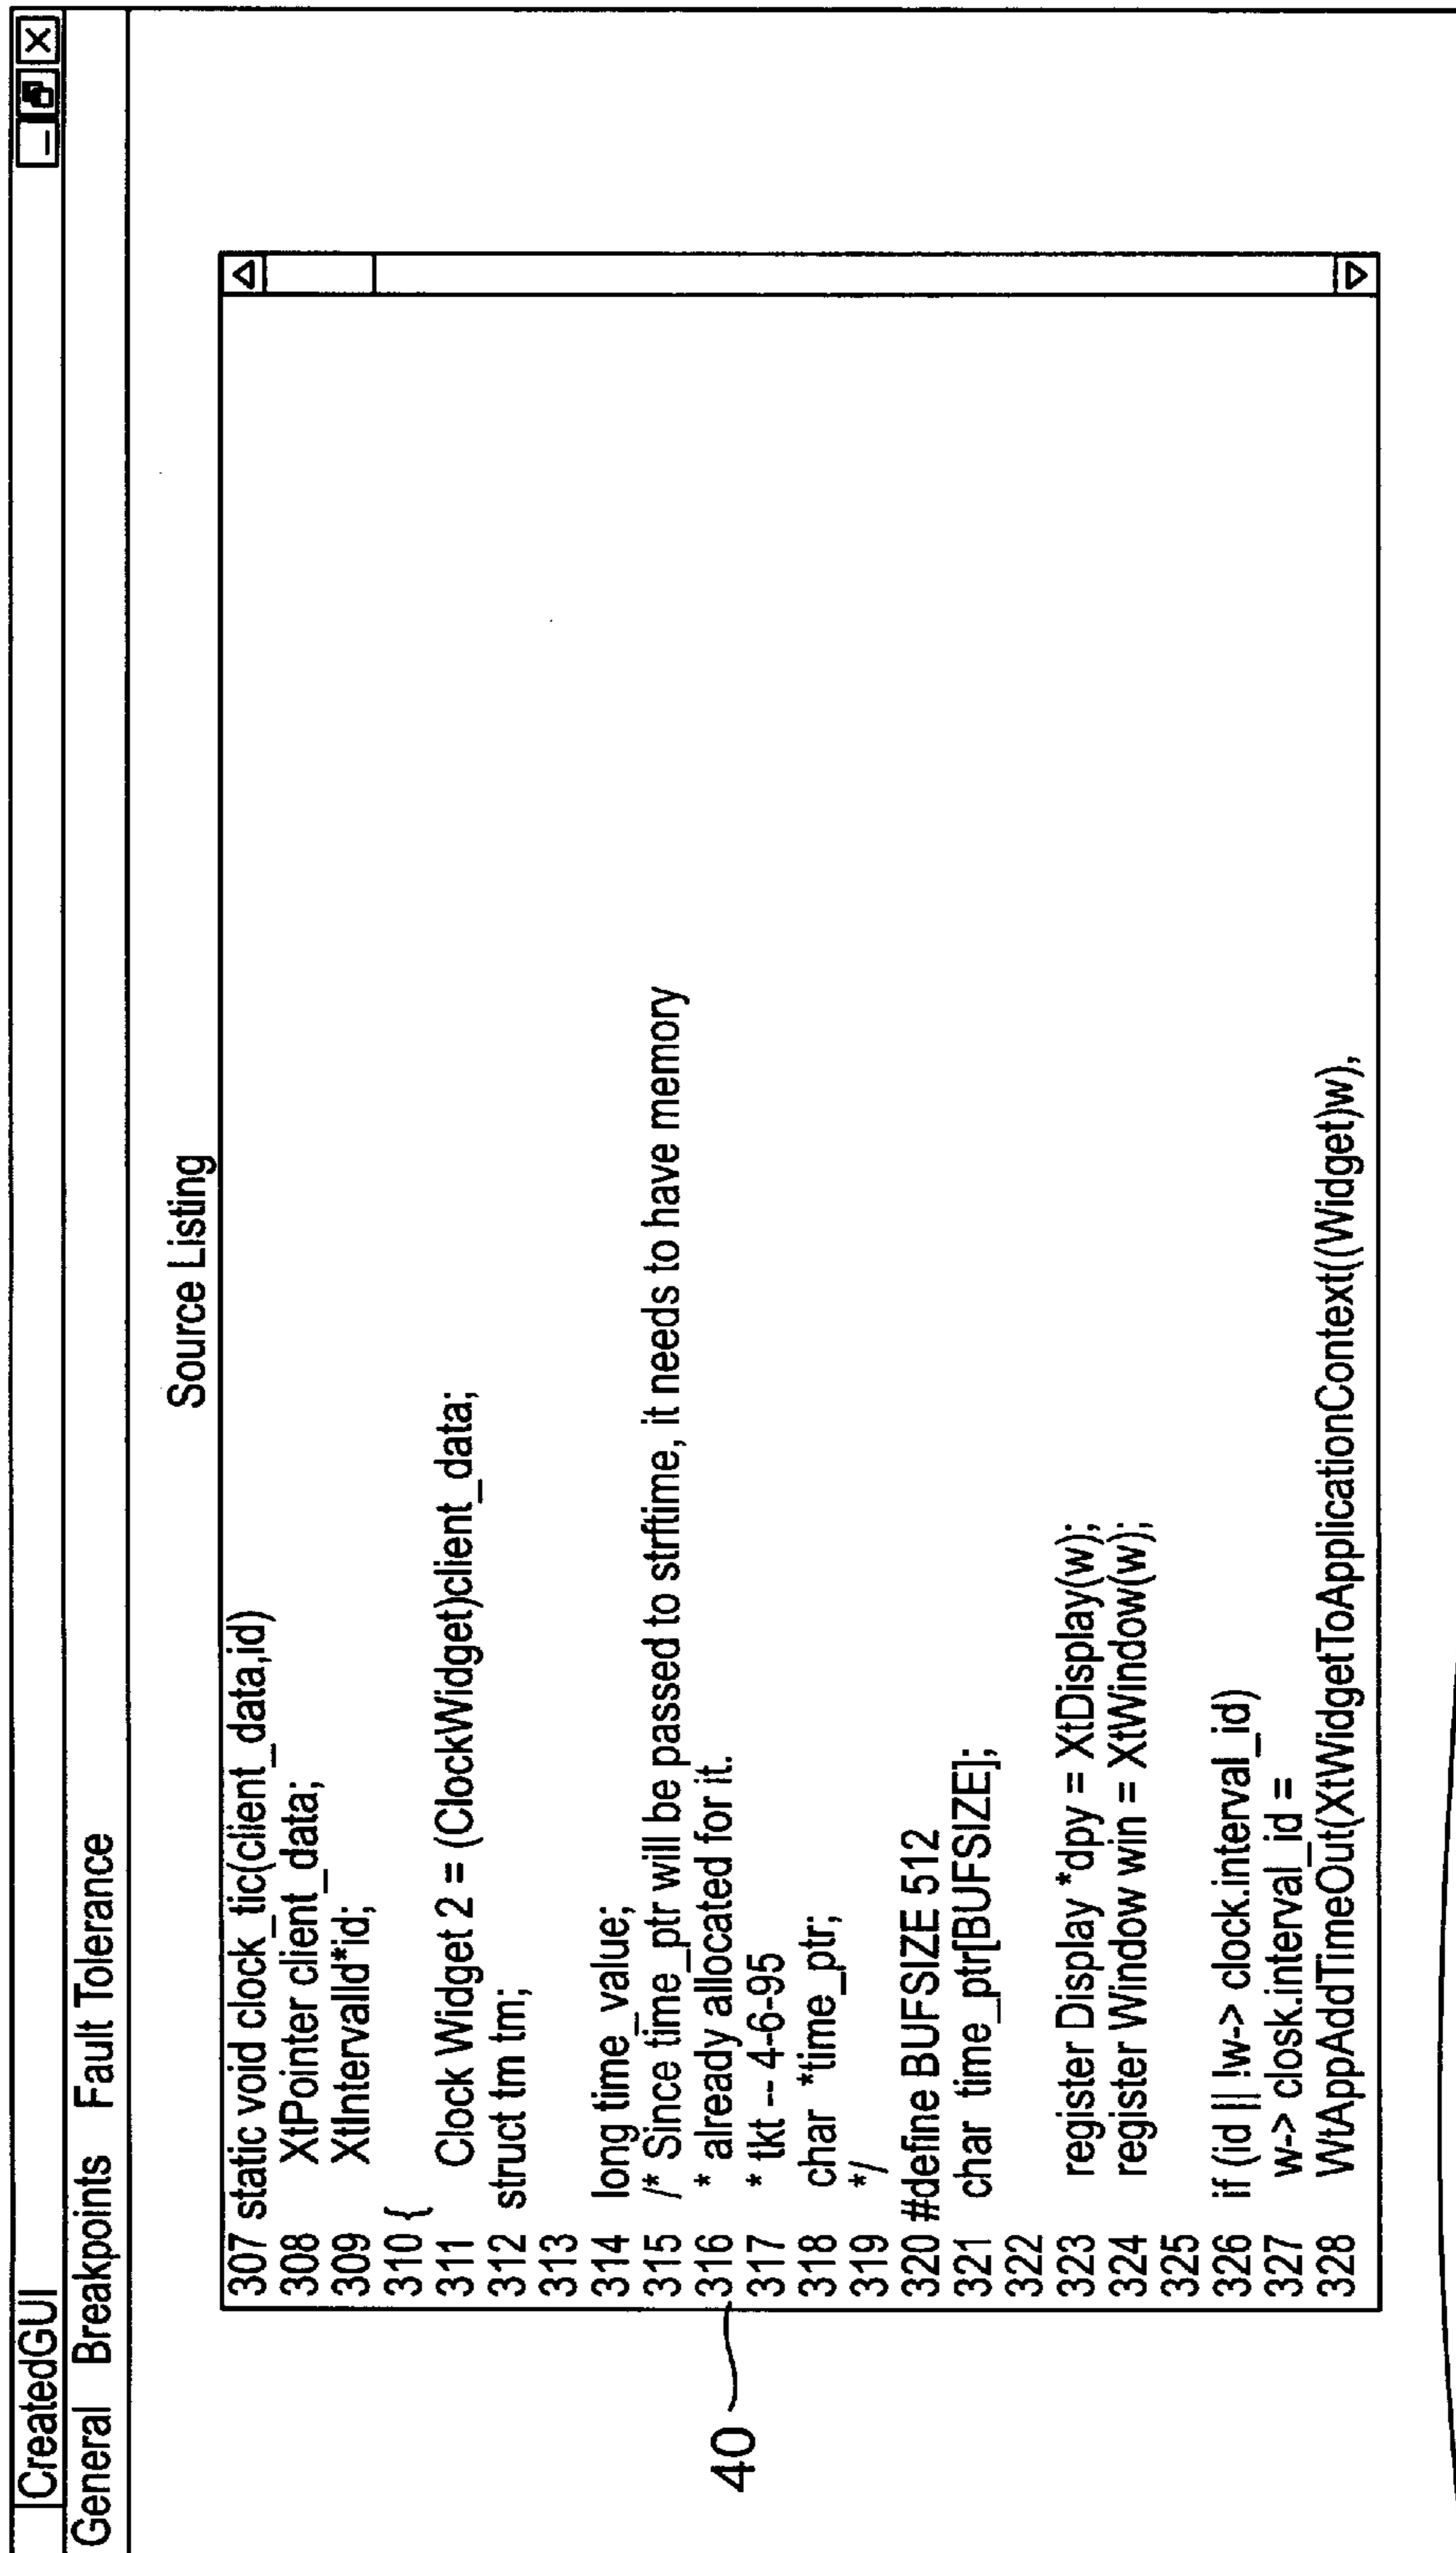 CreatedGUI
General Breakpoints Fault Tolerance
Source Listing
307 static void clock_tic(client_data,id)
308 XtPointer client_data;
309 XtIntervalId*id;
310 {
311 Clock Widget 2 = (ClockWidget)client_data;
312 struct tm tm;
313
314 long time_value;
315 /* Since time_ptr will be passed to strftime, it needs to have memory
316 * already allocated for it.
317 * tkt -- 4-6-95
318 char *time_ptr;
319 */
320 #define BUFSIZE 512
321 char time_ptr[BUFSIZE];
322
323 register Display *dpy = XtDisplay(w);
324 register Window win = XtWindow(w);
325
326 if (id || !w-> clock.interval_id)
327 w-> closk.interval_id =
328 WtAppAddTimeOut(XtWidgetToApplicationContext((Widget)w),
40